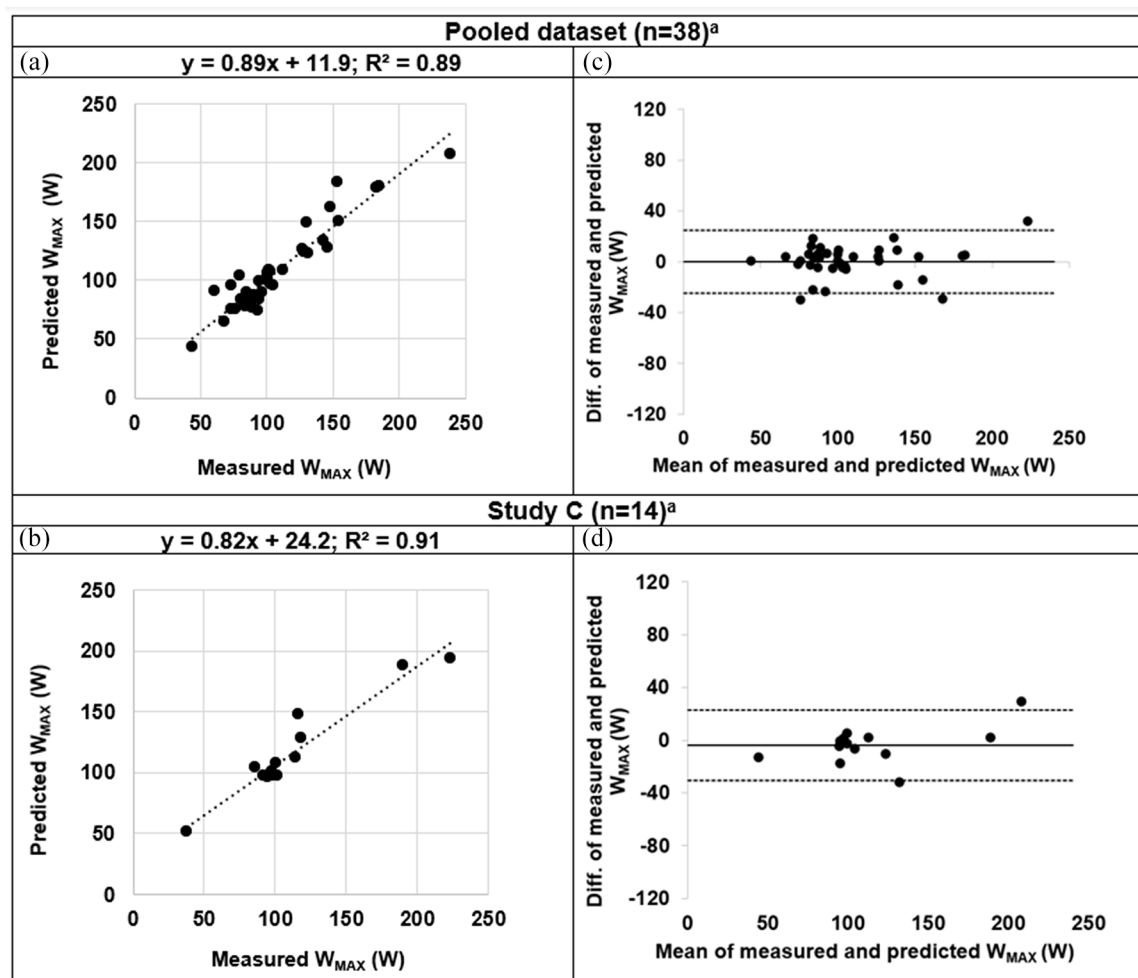 Pooled dataset (n=38)ª
(a) y = 0.89x + 11.9; R² = 0.89
250
200
150
100
50
0
0 50 100 150 200 250
Predicted WMAX (W)
Measured WMAX (W)
(c)
120
80
40
0
-40
-80
-120
0 50 100 150 200 250
Diff. of measured and predicted
WMAX (W)
Mean of measured and predicted WMAX (W)
Study C (n=14)ª
(b) y = 0.82x + 24.2; R² = 0.91
250
200
150
100
50
0
0 50 100 150 200 250
Predicted WMAX (W)
Measured WMAX (W)
(d)
120
80
40
0
-40
-80
-120
0 50 100 150 200 250
Diff. of measured and predicted
WMAX (W)
Mean of measured and predicted WMAX (W)